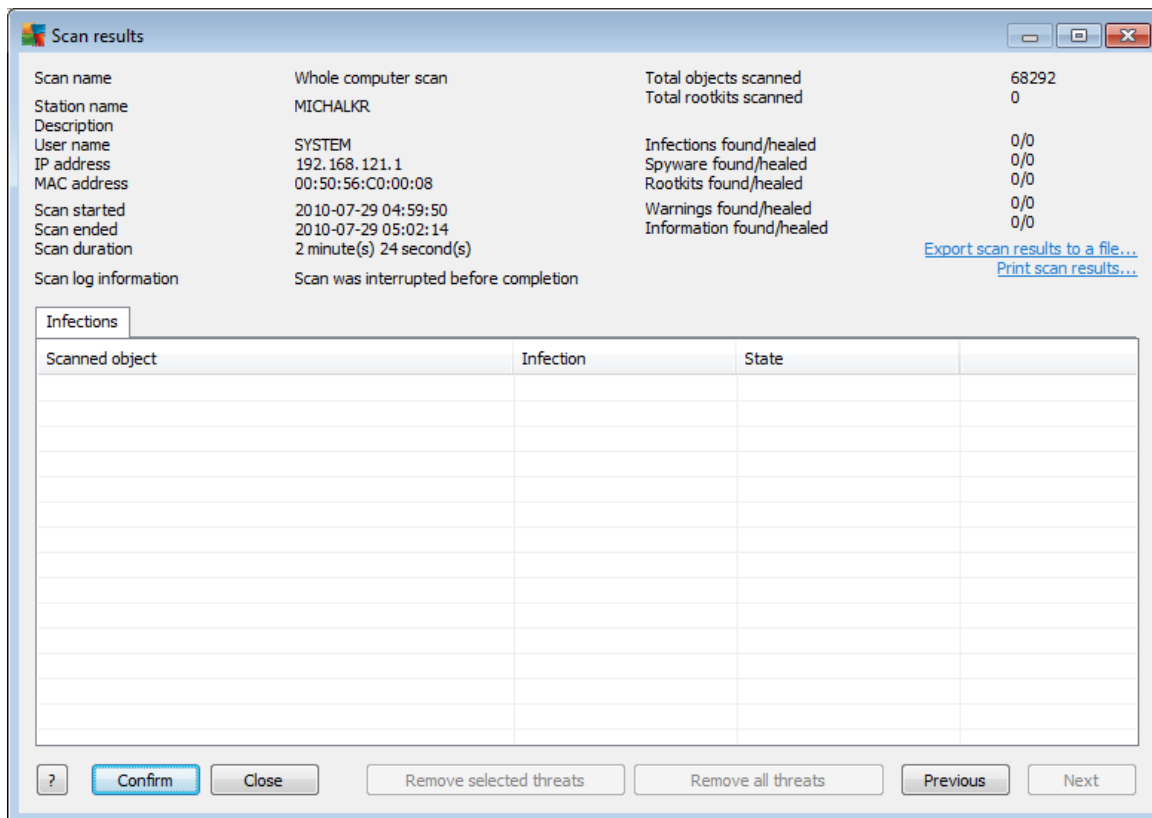 Scan results
Scan name Whole computer scan Total objects scanned 68292
Total rootkits scanned 0
Station name MICHALKR
Description
User name SYSTEM Infections found/healed 0/0
IP address 192.168.121.1 Spyware found/healed 0/0
MAC address 00:50:56:C0:00:08 Rootkits found/healed 0/0
Scan started 2010-07-29 04:59:50 Warnings found/healed 0/0
Scan ended 2010-07-29 05:02:14 Information found/healed 0/0
Scan duration 2 minute(s) 24 second(s) Export scan results to a file...
Print scan results...
Scan log information Scan was interrupted before completion
Infections
Scanned object Infection State
? Confirm Close Remove selected threats Remove all threats Previous Next